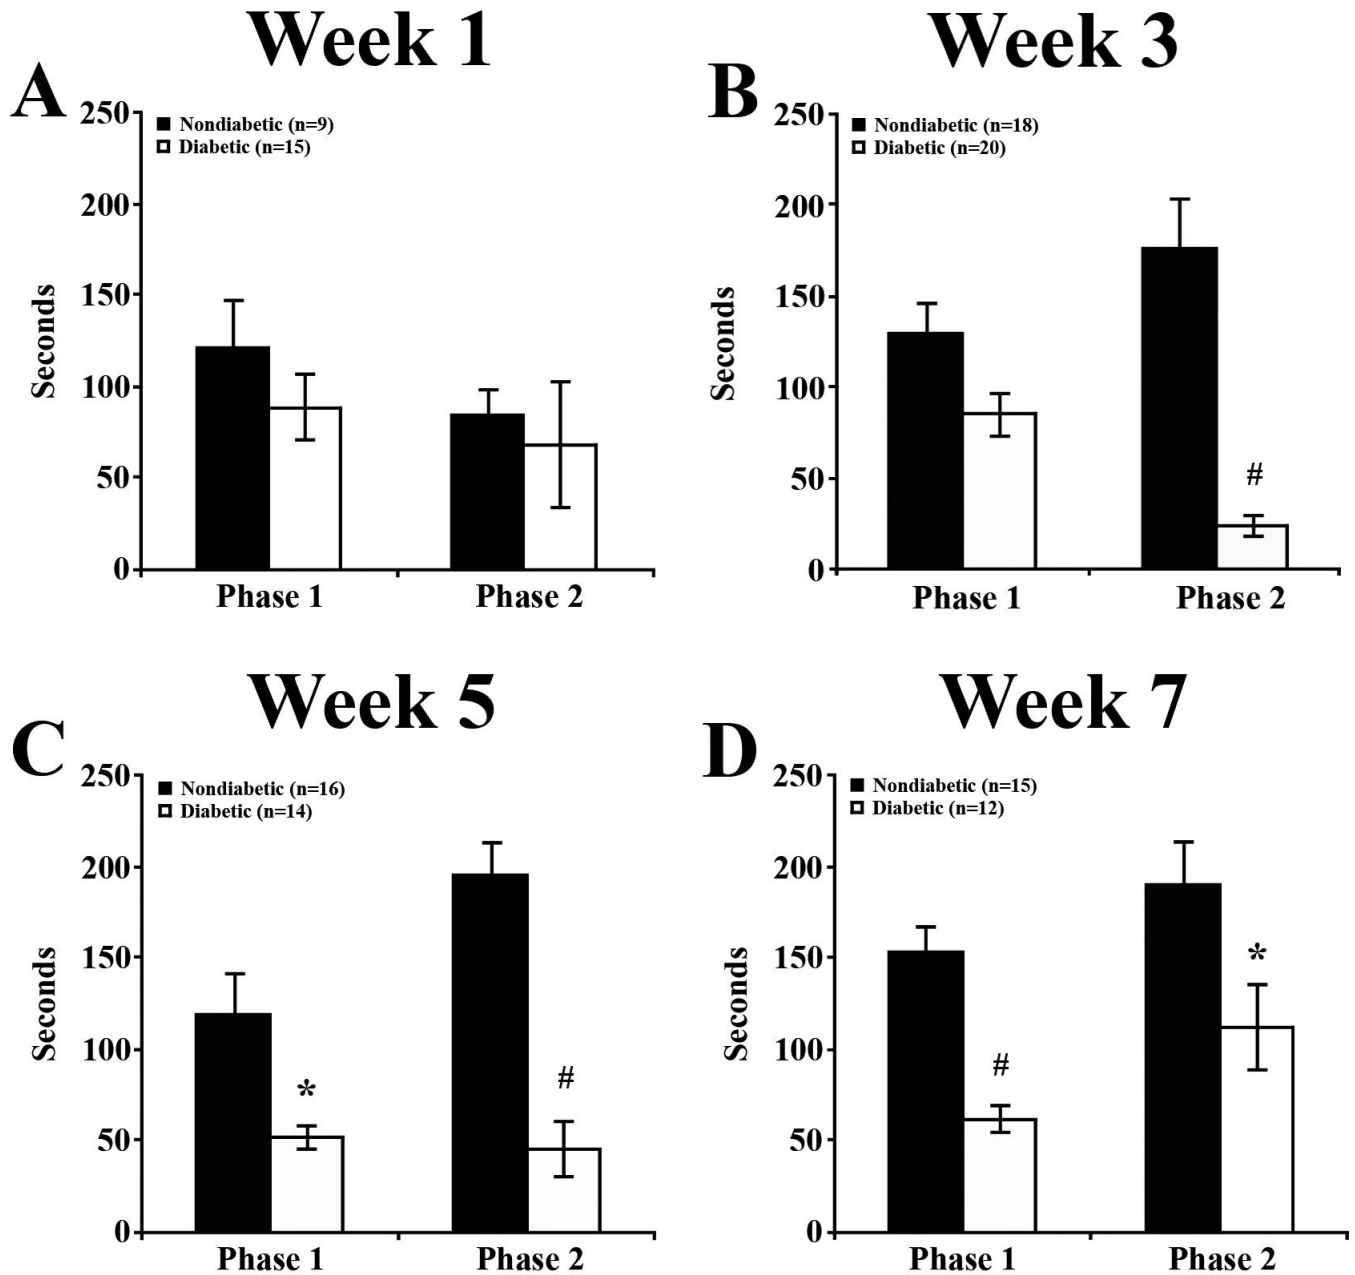 Week 1
A
250
Nondiabetic (n=9)
Diabetic (n=15)
200
150
100
50
0
Seconds
Phase 1
Phase 2
Week 3
B
250
Nondiabetic (n=18)
Diabetic (n=20)
200
150
100
50
0
Seconds
#
Phase 1
Phase 2
Week 5
C
250
Nondiabetic (n=16)
Diabetic (n=14)
200
150
100
50
0
Seconds
*
#
Phase 1
Phase 2
Week 7
D
250
Nondiabetic (n=15)
Diabetic (n=12)
200
150
100
50
0
Seconds
#
*
Phase 1
Phase 2